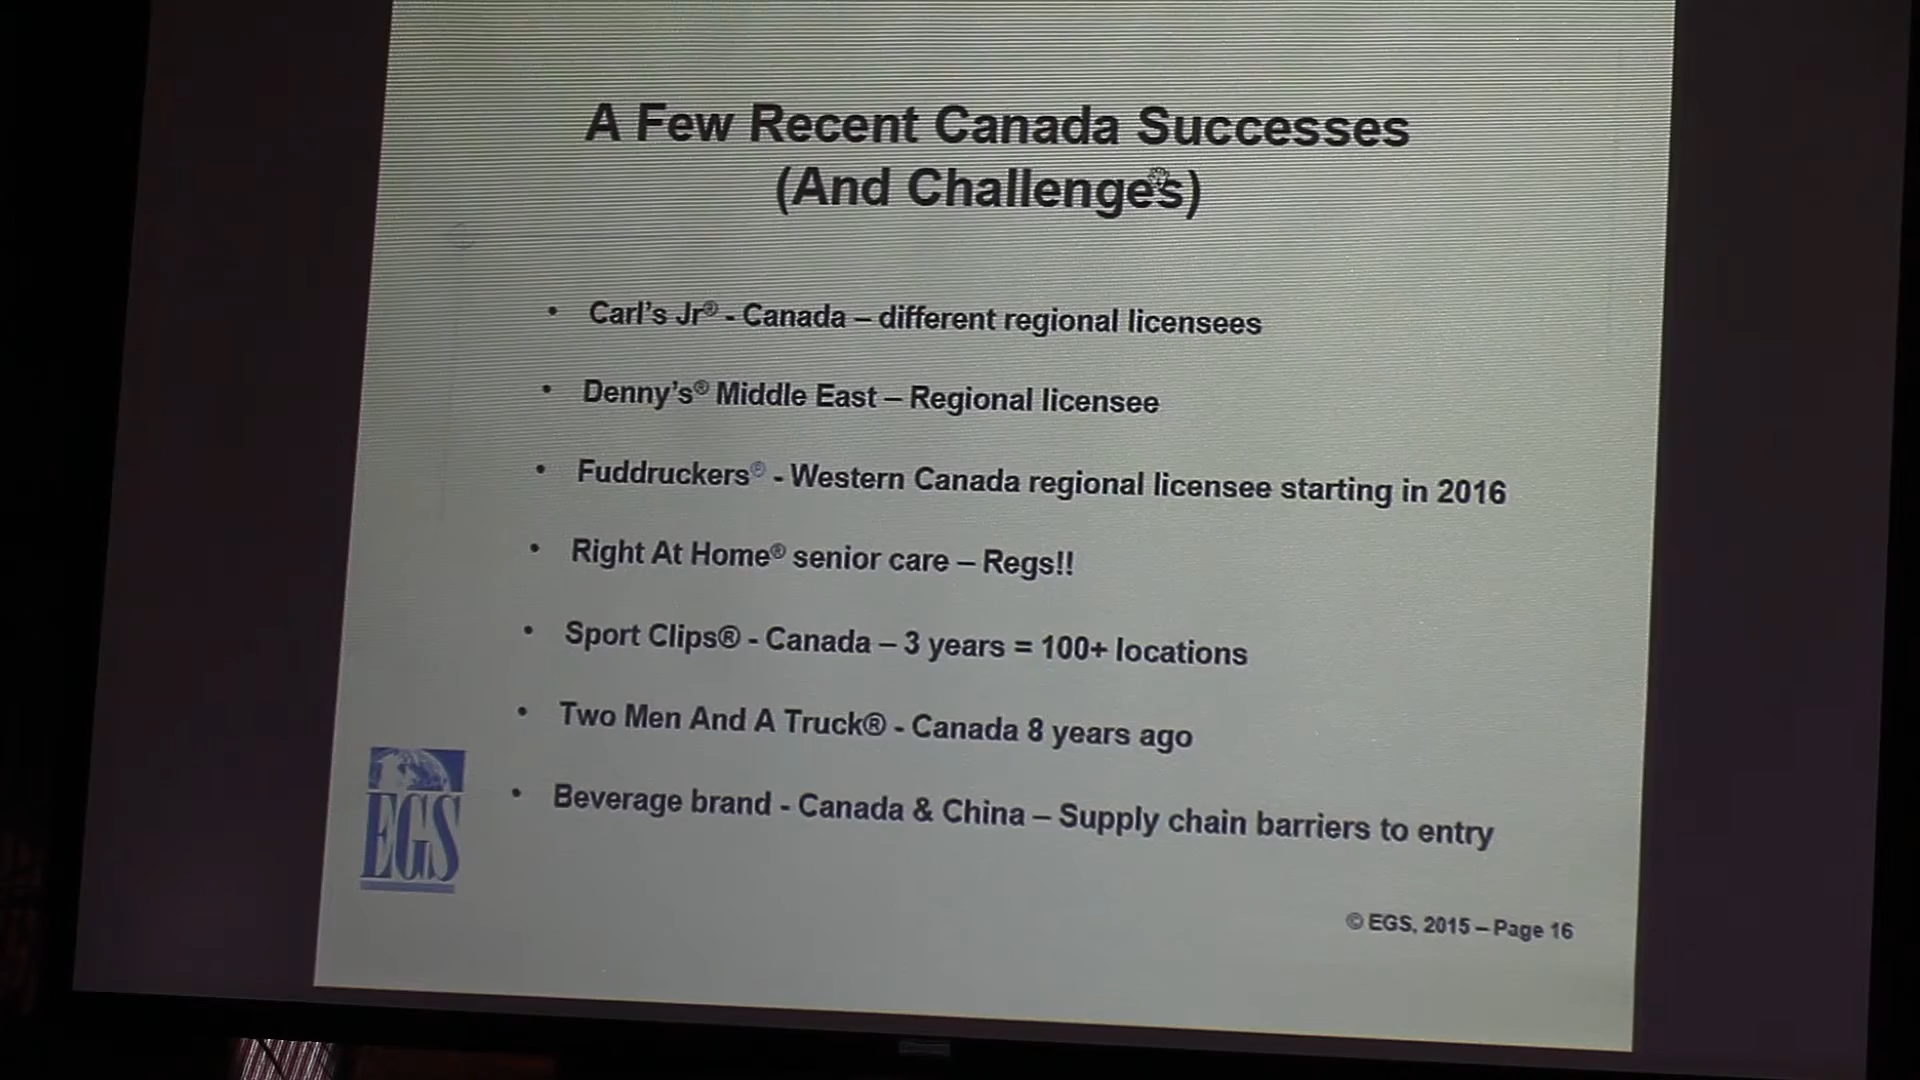 A Few Recent Canada Successes
(And Challenges)
• Carl's Jr® - Canada – different regional licensees
• Denny's® Middle East – Regional licensee
• Fuddruckers® - Western Canada regional licensee starting in 2016
• Right At Home® senior care – Regs!!
• Sport Clips® - Canada – 3 years = 100+ locations
• Two Men And A Truck® - Canada 8 years ago
• Beverage brand - Canada & China – Supply chain barriers to entry
EGS
© EGS, 2015 – Page 16